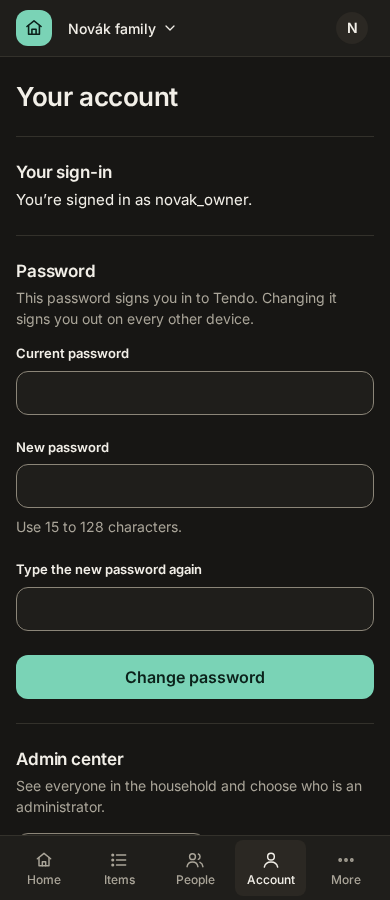 Novák family
N
Your account
Your sign-in
You’re signed in as novak_owner.
Password
This password signs you in to Tendo. Changing it
signs you out on every other device.
Current password
New password
Use 15 to 128 characters.
Type the new password again
Change password
Admin center
See everyone in the household and choose who is an
administrator.
Home
Items
People
Account
More